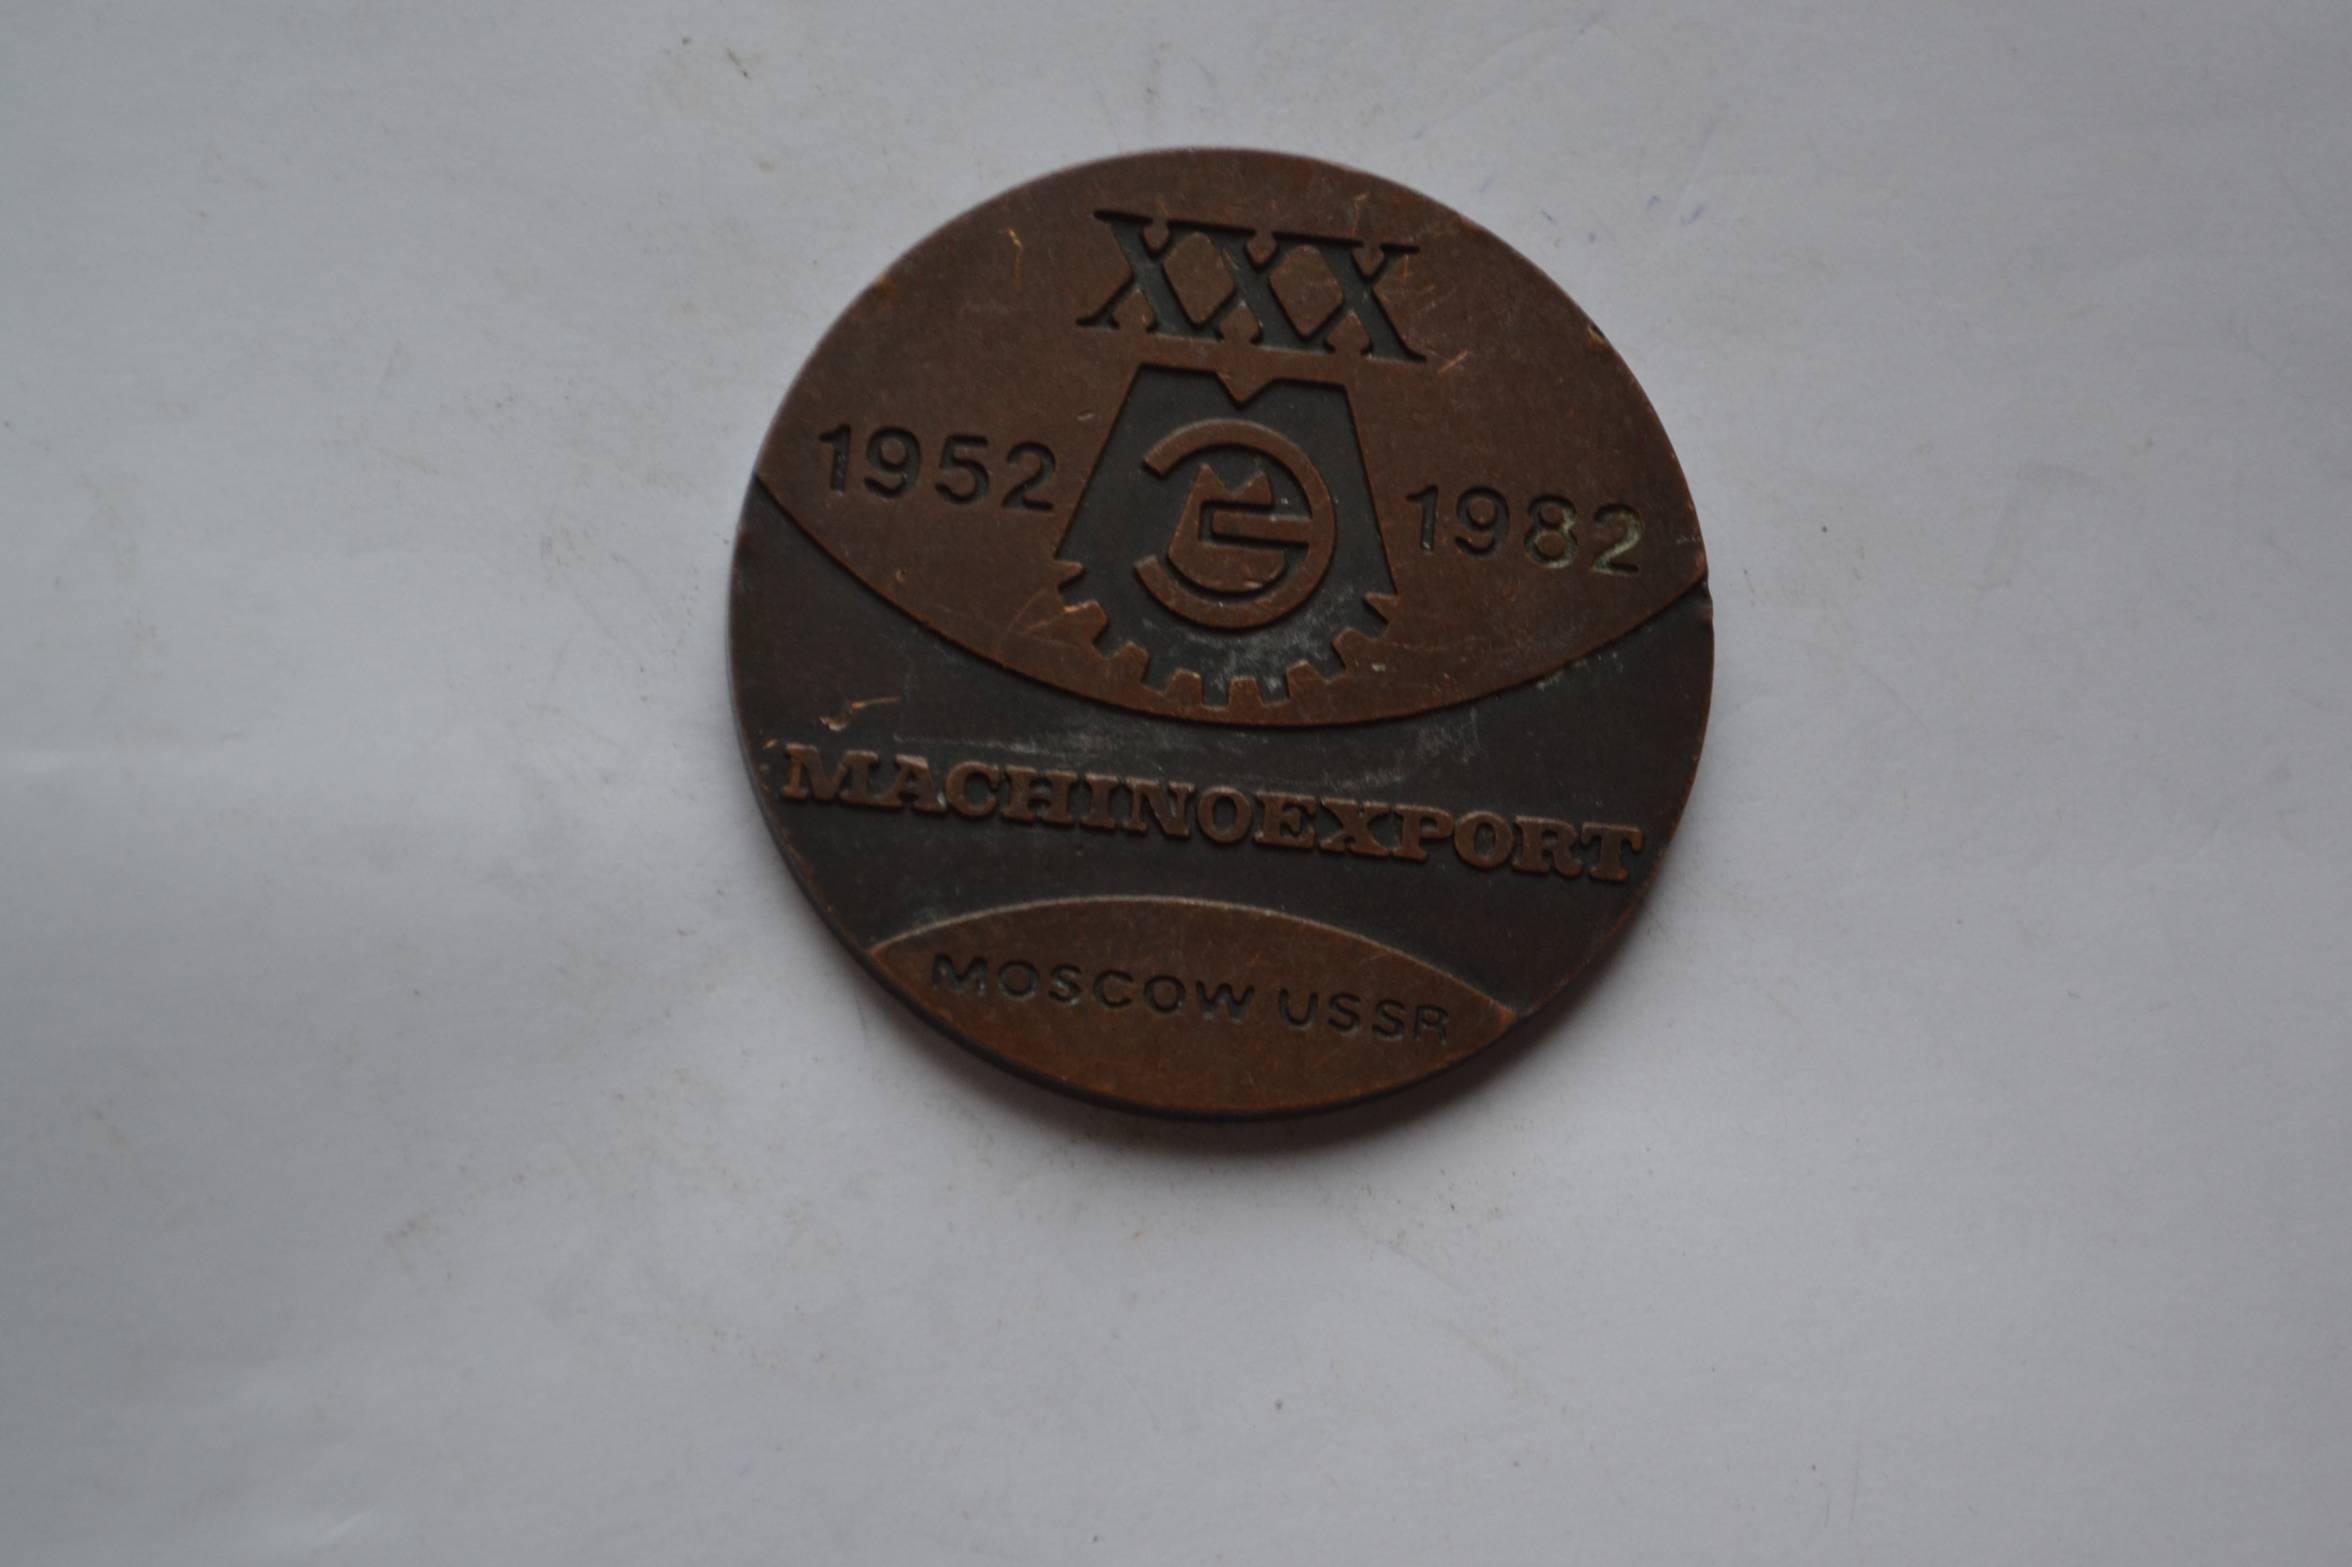 XXX
1952 1982
MACHINOEXPORT
MOSCOW USSR